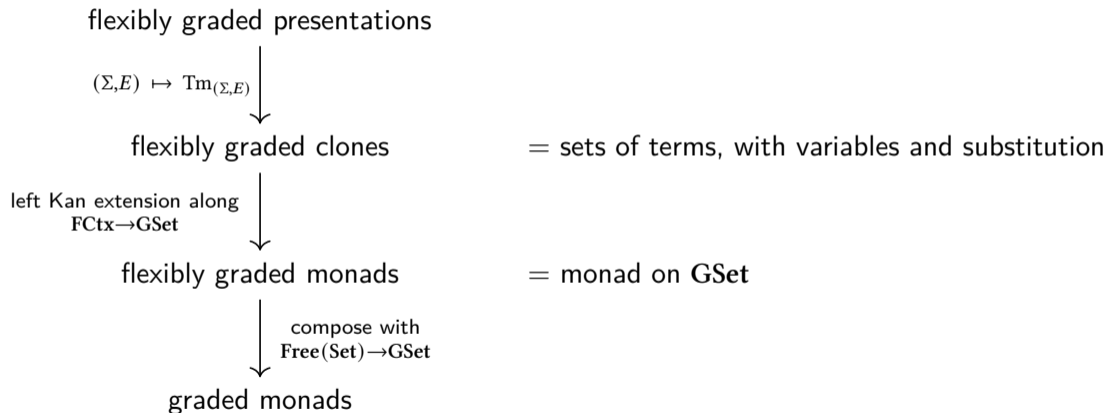 flexibly graded presentations
(Σ,E) ↦ Tm(Σ,E)
flexibly graded clones = sets of terms, with variables and substitution
left Kan extension along
FCtx→GSet
flexibly graded monads = monad on GSet
compose with
Free(Set)→GSet
graded monads